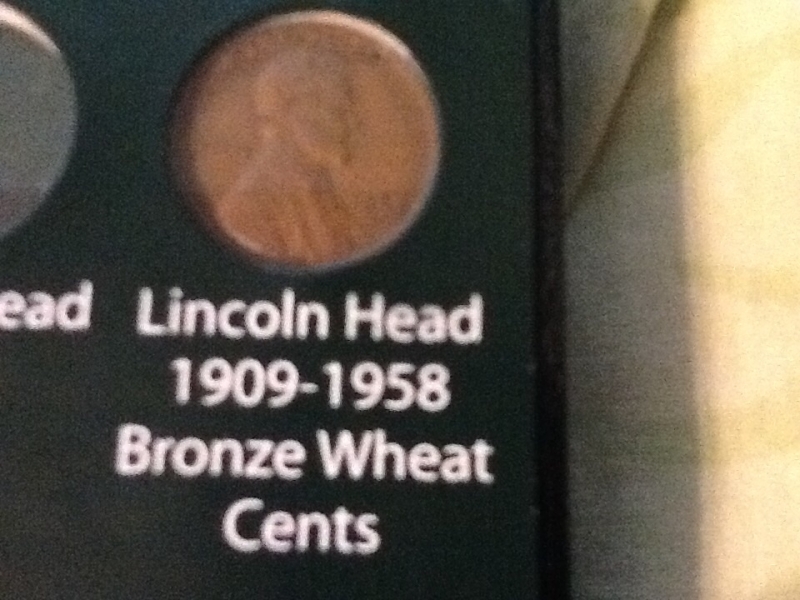 ead
Lincoln Head
1909-1958
Bronze Wheat
Cents